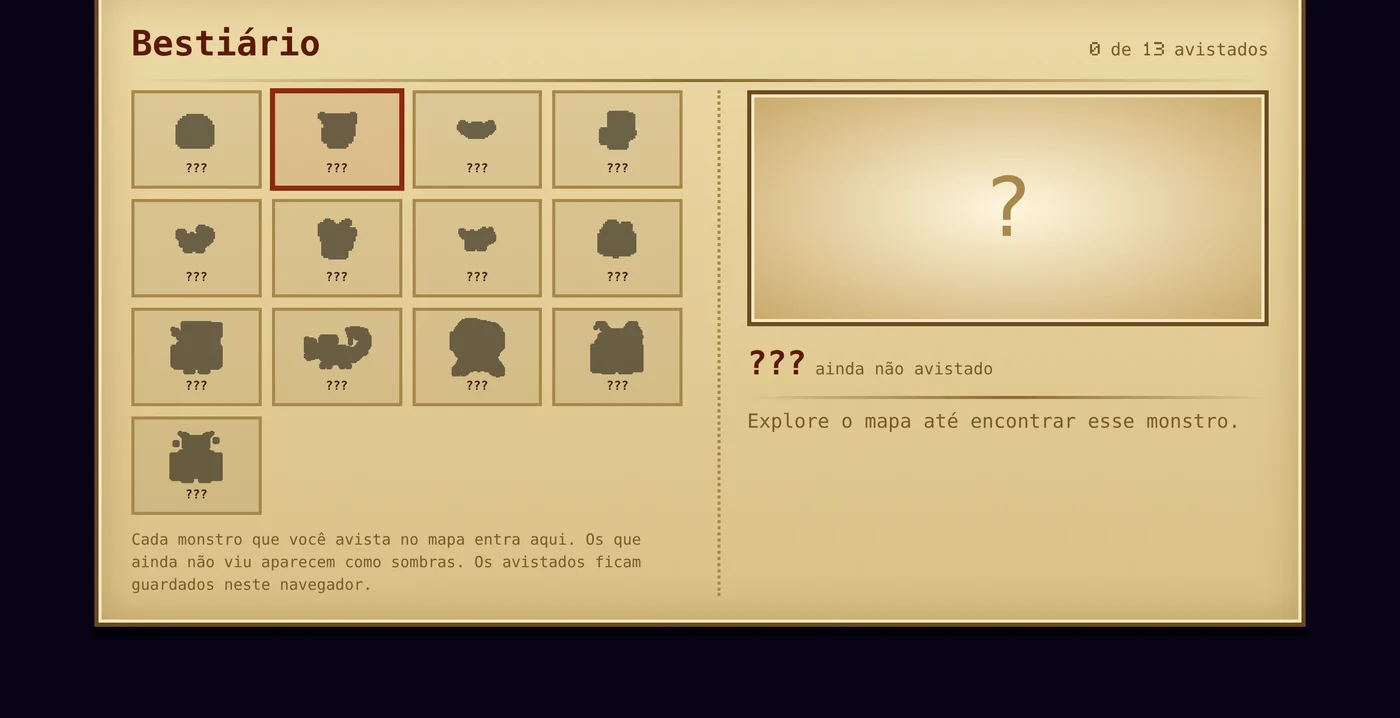 Bestiário
0 de 13 avistados
???
???
???
???
???
???
???
???
???
???
???
???
???
Cada monstro que você avista no mapa entra aqui. Os que
ainda não viu aparecem como sombras. Os avistados ficam
guardados neste navegador.
?
??? ainda não avistado
Explore o mapa até encontrar esse monstro.